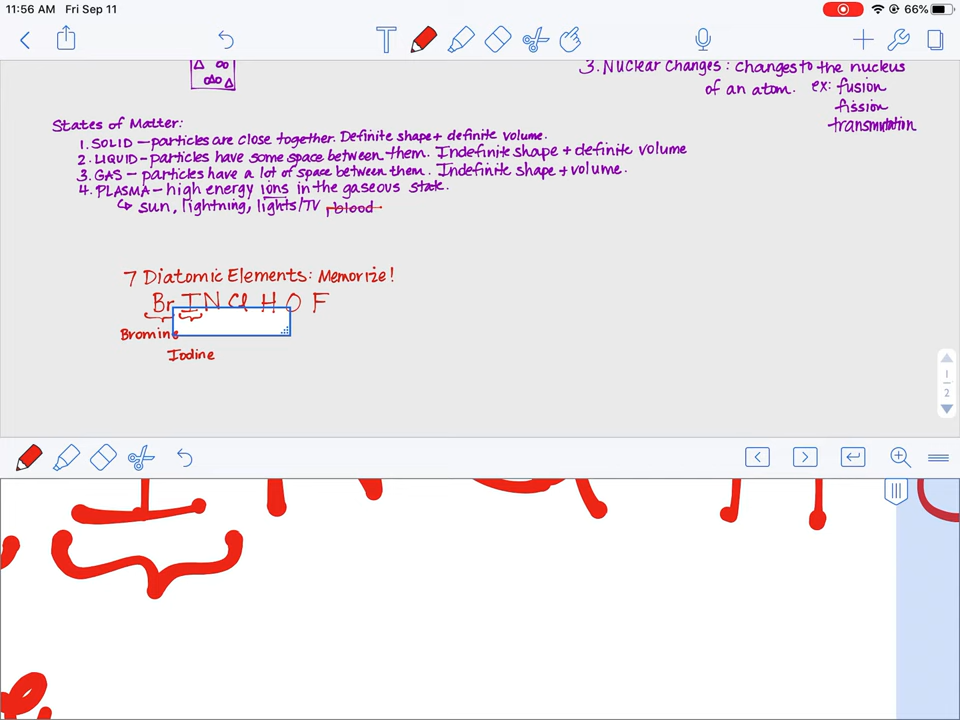 11:56 AM Fri Sep 11
66%
3. Nuclear Changes: changes to the nucleus
of an atom. ex: fusion
fission
transmutation
States of Matter:
1. SOLID – particles are close together. Definite shape + definite volume.
2. LIQUID – particles have some space between them. Indefinite shape + definite volume
3. GAS – particles have a lot of space between them. Indefinite shape + volume.
4. PLASMA – high energy ions in the gaseous state.
↳ sun, lightning, lights/TV blood
7 Diatomic Elements: Memorize!
Br I N Cl H O F
Bromine
Iodine
1
2